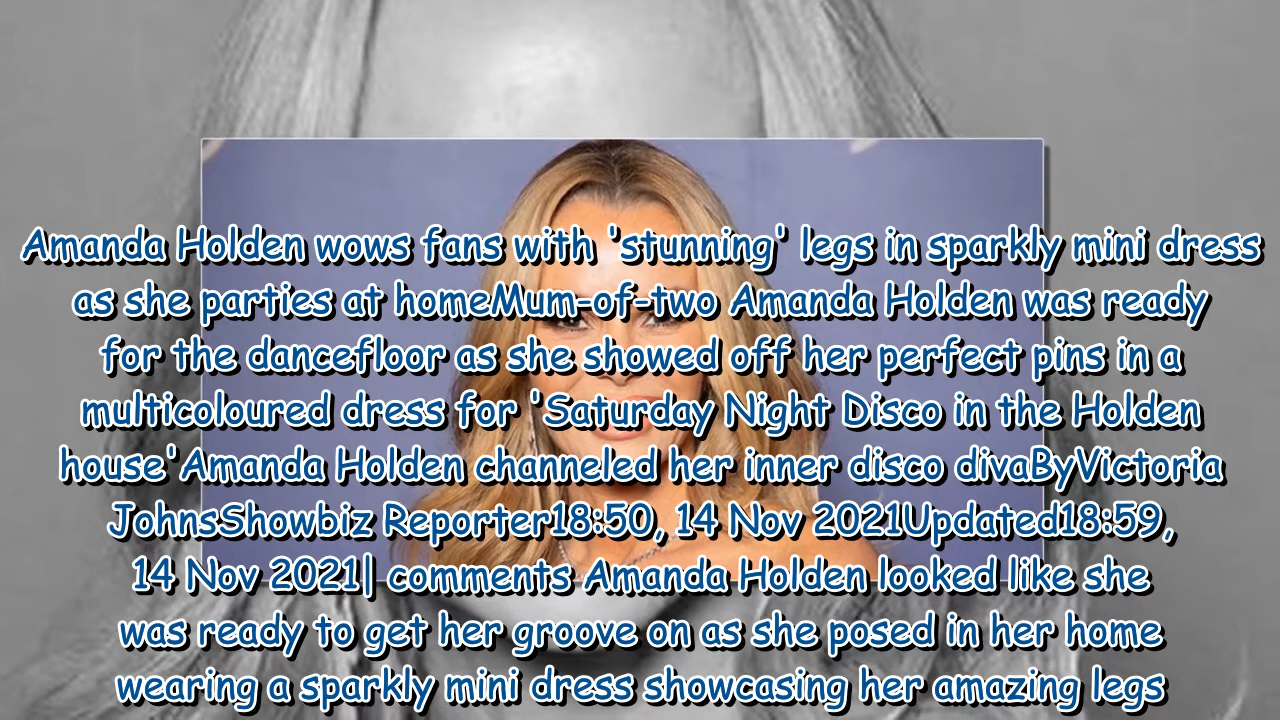 Amanda Holden wows fans with 'stunning' legs in sparkly mini dress
as she parties at homeMum-of-two Amanda Holden was ready
for the dancefloor as she showed off her perfect pins in a
multicoloured dress for 'Saturday Night Disco in the Holden
house'Amanda Holden channeled her inner disco divaByVictoria
JohnsShowbiz Reporter18:50, 14 Nov 2021Updated18:59,
14 Nov 2021| comments Amanda Holden looked like she
was ready to get her groove on as she posed in her home
wearing a sparkly mini dress showcasing her amazing legs